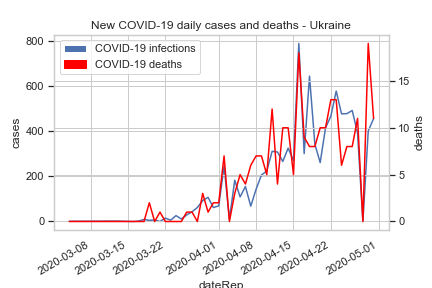 New COVID-19 daily cases and deaths - Ukraine
COVID-19 infections
COVID-19 deaths
800
600
400
200
0
cases
15
10
5
0
deaths
2020-03-08
2020-03-15
2020-03-22
2020-04-01
2020-04-08
2020-04-15
2020-04-22
2020-05-01
dateRep